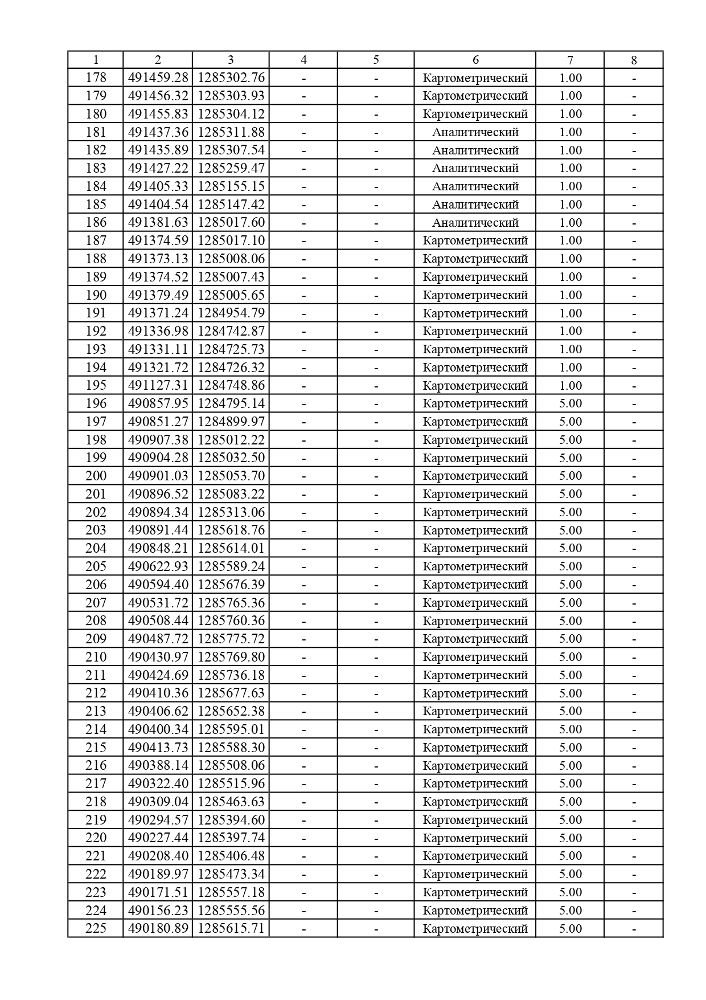 1 2 3 4 5 6 7 8
178 491459.28 1285302.76 - - Картометрический 1.00 -
179 491456.32 1285303.93 - - Картометрический 1.00 -
180 491455.83 1285304.12 - - Картометрический 1.00 -
181 491437.36 1285311.88 - - Аналитический 1.00 -
182 491435.89 1285307.54 - - Аналитический 1.00 -
183 491427.22 1285259.47 - - Аналитический 1.00 -
184 491405.33 1285155.15 - - Аналитический 1.00 -
185 491404.54 1285147.42 - - Аналитический 1.00 -
186 491381.63 1285017.60 - - Аналитический 1.00 -
187 491374.59 1285017.10 - - Картометрический 1.00 -
188 491373.13 1285008.06 - - Картометрический 1.00 -
189 491374.52 1285007.43 - - Картометрический 1.00 -
190 491379.49 1285005.65 - - Картометрический 1.00 -
191 491371.24 1284954.79 - - Картометрический 1.00 -
192 491336.98 1284742.87 - - Картометрический 1.00 -
193 491331.11 1284725.73 - - Картометрический 1.00 -
194 491321.72 1284726.32 - - Картометрический 1.00 -
195 491127.31 1284748.86 - - Картометрический 1.00 -
196 490857.95 1284795.14 - - Картометрический 5.00 -
197 490851.27 1284899.97 - - Картометрический 5.00 -
198 490907.38 1285012.22 - - Картометрический 5.00 -
199 490904.28 1285032.50 - - Картометрический 5.00 -
200 490901.03 1285053.70 - - Картометрический 5.00 -
201 490896.52 1285083.22 - - Картометрический 5.00 -
202 490894.34 1285313.06 - - Картометрический 5.00 -
203 490891.44 1285618.76 - - Картометрический 5.00 -
204 490848.21 1285614.01 - - Картометрический 5.00 -
205 490622.93 1285589.24 - - Картометрический 5.00 -
206 490594.40 1285676.39 - - Картометрический 5.00 -
207 490531.72 1285765.36 - - Картометрический 5.00 -
208 490508.44 1285760.36 - - Картометрический 5.00 -
209 490487.72 1285775.72 - - Картометрический 5.00 -
210 490430.97 1285769.80 - - Картометрический 5.00 -
211 490424.69 1285736.18 - - Картометрический 5.00 -
212 490410.36 1285677.63 - - Картометрический 5.00 -
213 490406.62 1285652.38 - - Картометрический 5.00 -
214 490400.34 1285595.01 - - Картометрический 5.00 -
215 490413.73 1285588.30 - - Картометрический 5.00 -
216 490388.14 1285508.06 - - Картометрический 5.00 -
217 490322.40 1285515.96 - - Картометрический 5.00 -
218 490309.04 1285463.63 - - Картометрический 5.00 -
219 490294.57 1285394.60 - - Картометрический 5.00 -
220 490227.44 1285397.74 - - Картометрический 5.00 -
221 490208.40 1285406.48 - - Картометрический 5.00 -
222 490189.97 1285473.34 - - Картометрический 5.00 -
223 490171.51 1285557.18 - - Картометрический 5.00 -
224 490156.23 1285555.56 - - Картометрический 5.00 -
225 490180.89 1285615.71 - - Картометрический 5.00 -